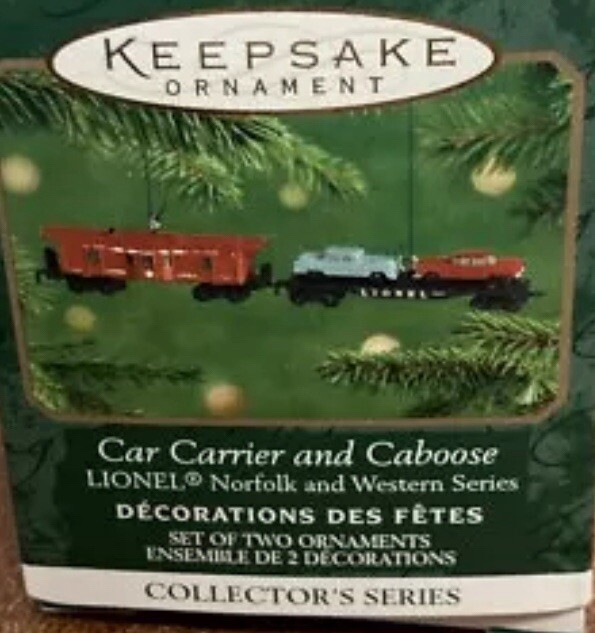 KEEPSAKE
ORNAMENT
LIONEL
Car Carrier and Caboose
LIONEL® Norfolk and Western Series
DÉCORATIONS DES FÊTES
SET OF TWO ORNAMENTS
ENSEMBLE DE 2 DÉCORATIONS
COLLECTOR'S SERIES